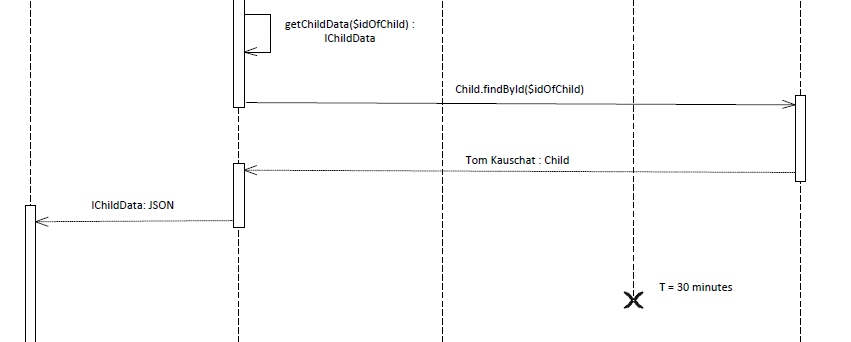 getChildData($idOfChild) :
IChildData
Child.findById($idOfChild)
Tom Kauschat : Child
IChildData: JSON
T = 30 minutes